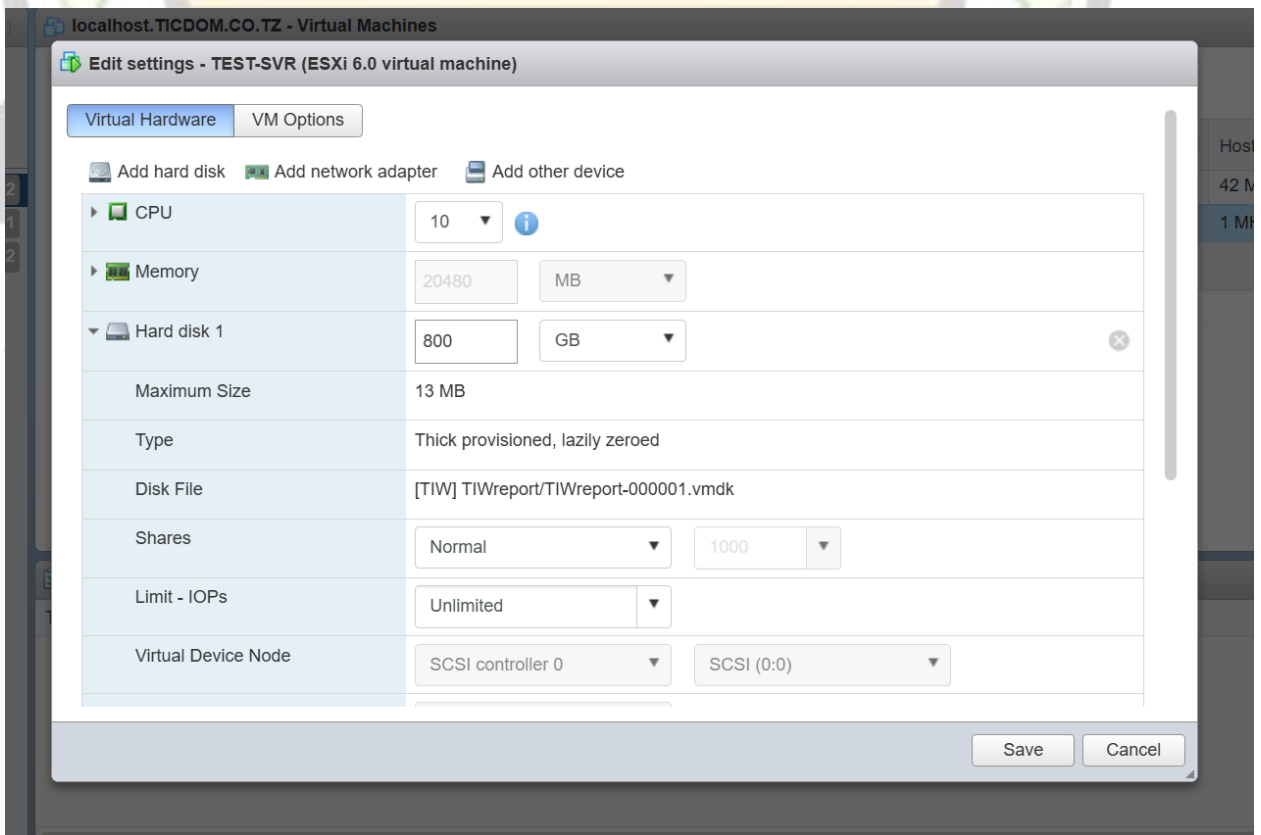 localhost.TICDOM.CO.TZ - Virtual Machines
Edit settings - TEST-SVR (ESXi 6.0 virtual machine)
Virtual Hardware VM Options
Add hard disk Add network adapter Add other device
Host
2
42 M
CPU 10
1
1 MH
2
Memory 20480 MB
Hard disk 1 800 GB
Maximum Size 13 MB
Type Thick provisioned, lazily zeroed
Disk File [TIW] TIWreport/TIWreport-000001.vmdk
Shares Normal 1000
Limit - IOPs Unlimited
Virtual Device Node SCSI controller 0 SCSI (0:0)
Save Cancel